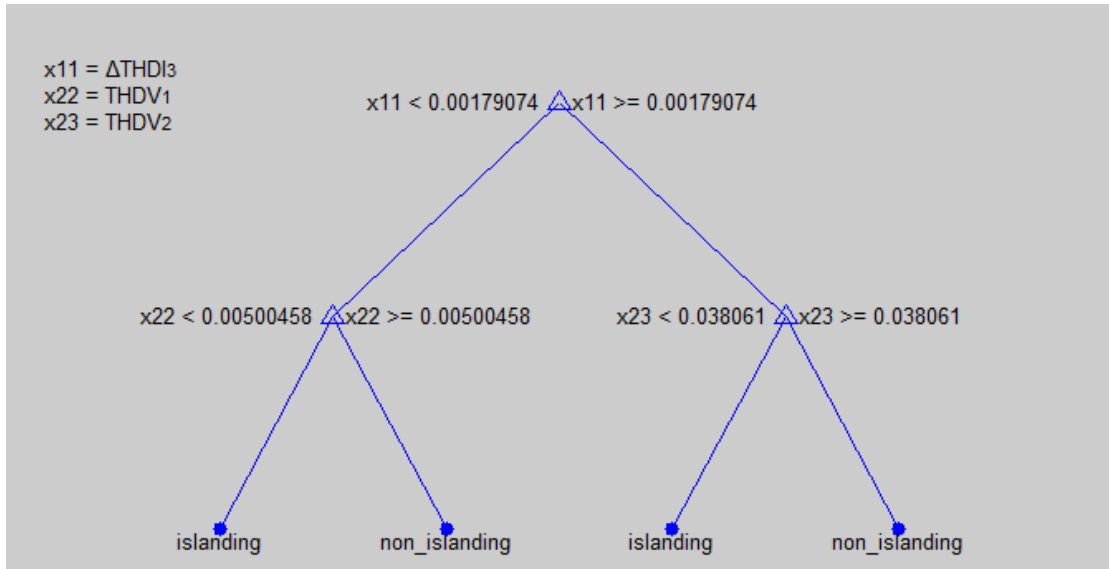 x11 = ΔTHDI3
x22 = THDV1
x23 = THDV2
x11 < 0.00179074 x11 >= 0.00179074
x22 < 0.00500458 x22 >= 0.00500458 x23 < 0.038061 x23 >= 0.038061
islanding non_islanding islanding non_islanding